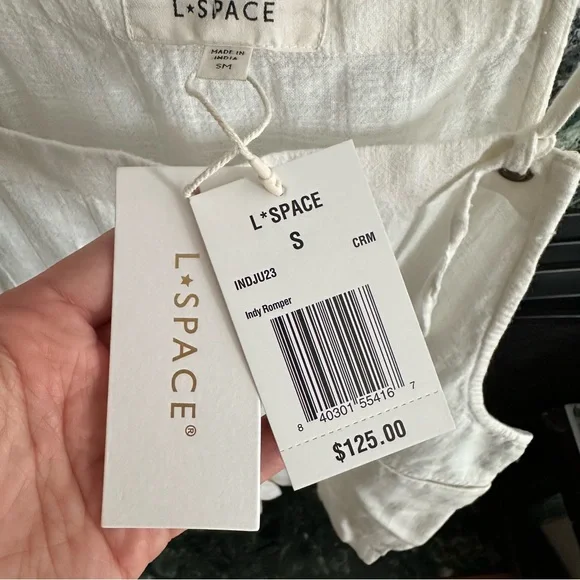 L*SPACE
MADE IN
INDIA
SM
L*SPACE®
L*SPACE
S
CRM
INDJU23
Indy Romper
8 40301 55416 7
$125.00